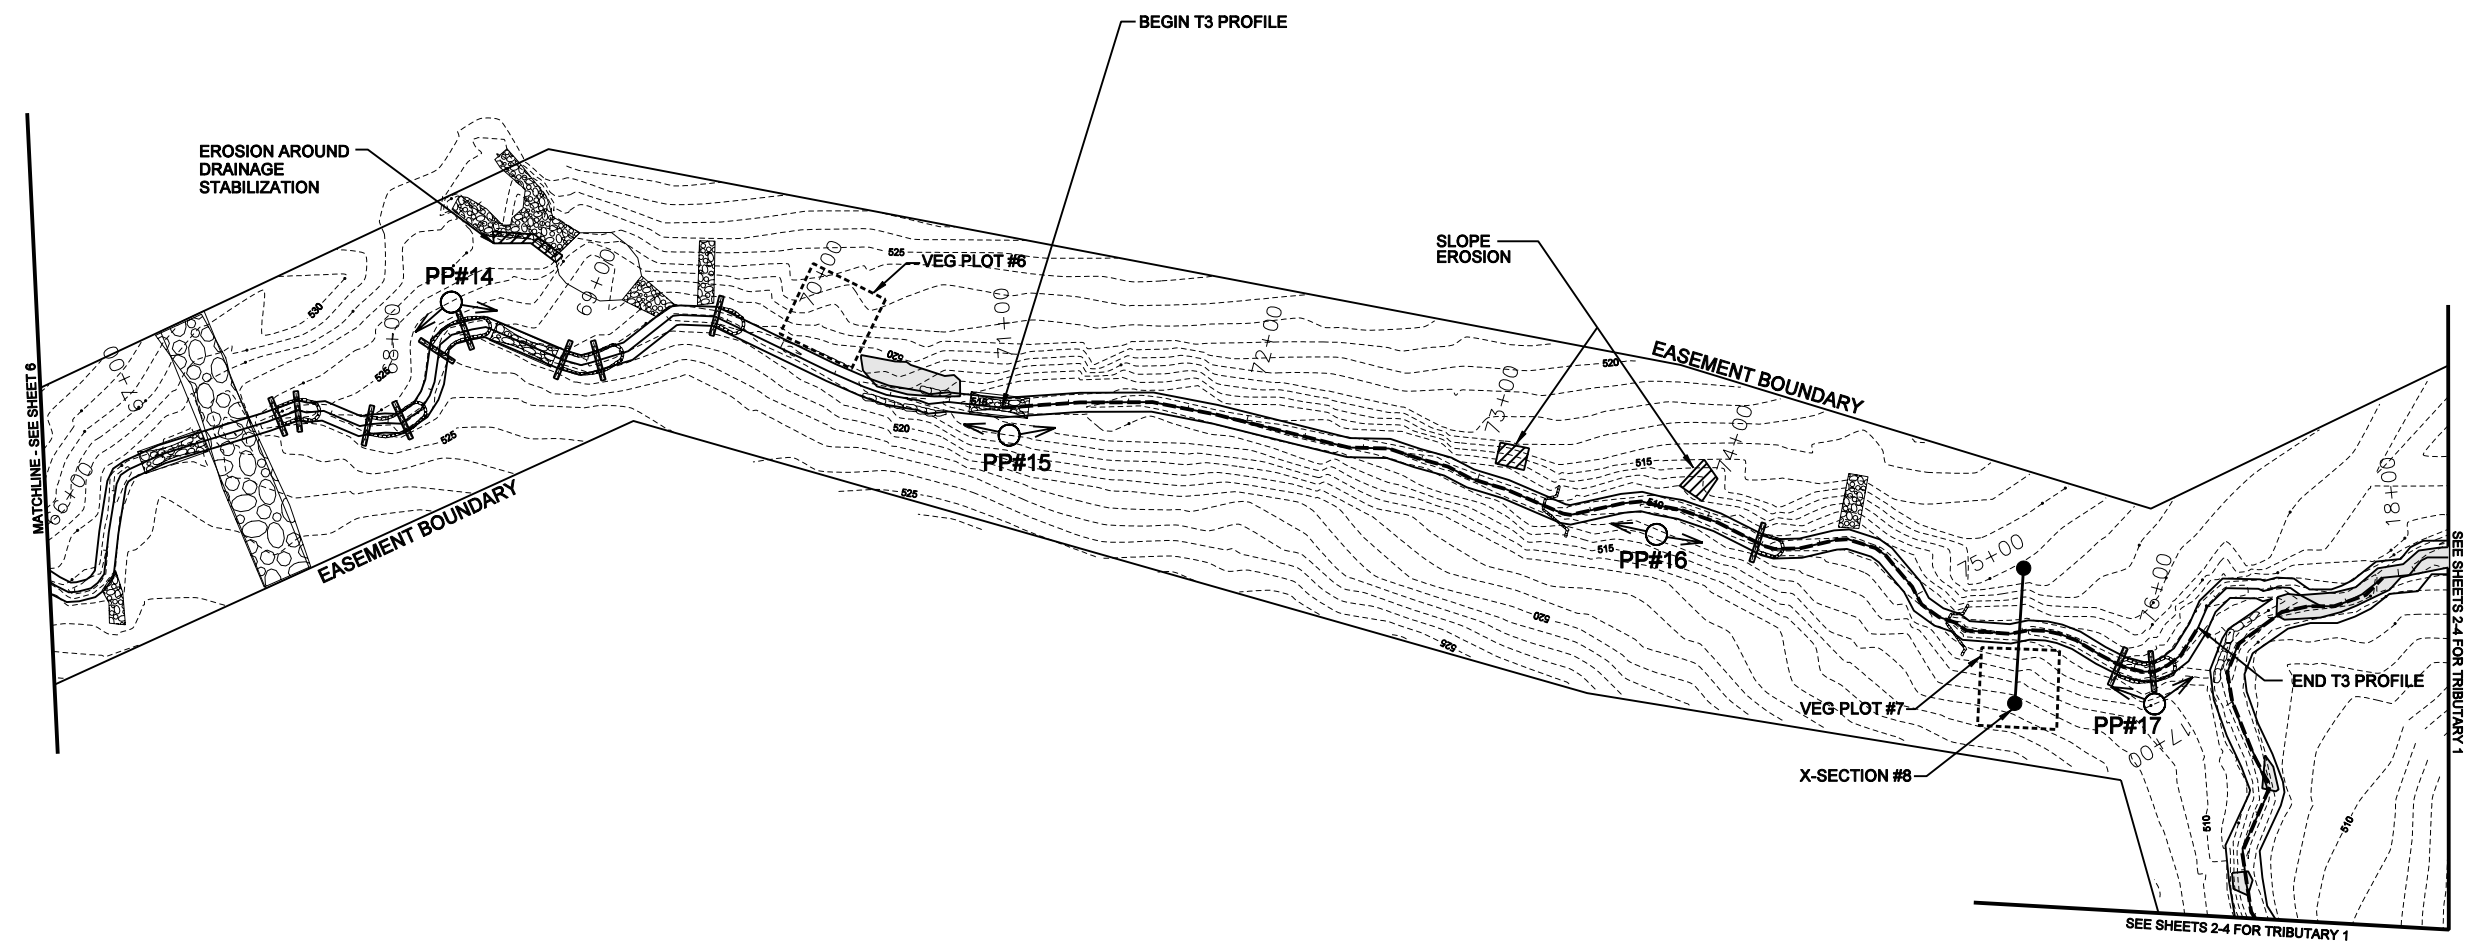 BEGIN T3 PROFILE
EROSION AROUND
DRAINAGE
STABILIZATION
PP#14
530
525
525
69+00
68+00
67+00
66+00
MATCHLINE - SEE SHEET 6
EASEMENT BOUNDARY
70+00
525
VEG PLOT #6
520
71+00
520
PP#15
525
72+00
SLOPE
EROSION
EASEMENT BOUNDARY
520
73+00
74+00
515
510
515
PP#16
520
525
75+00
76+00
18+00
VEG PLOT #7
X-SECTION #8
PP#17
17+00
END T3 PROFILE
510
510
SEE SHEETS 2-4 FOR TRIBUTARY 1
SEE SHEETS 2-4 FOR TRIBUTARY 1